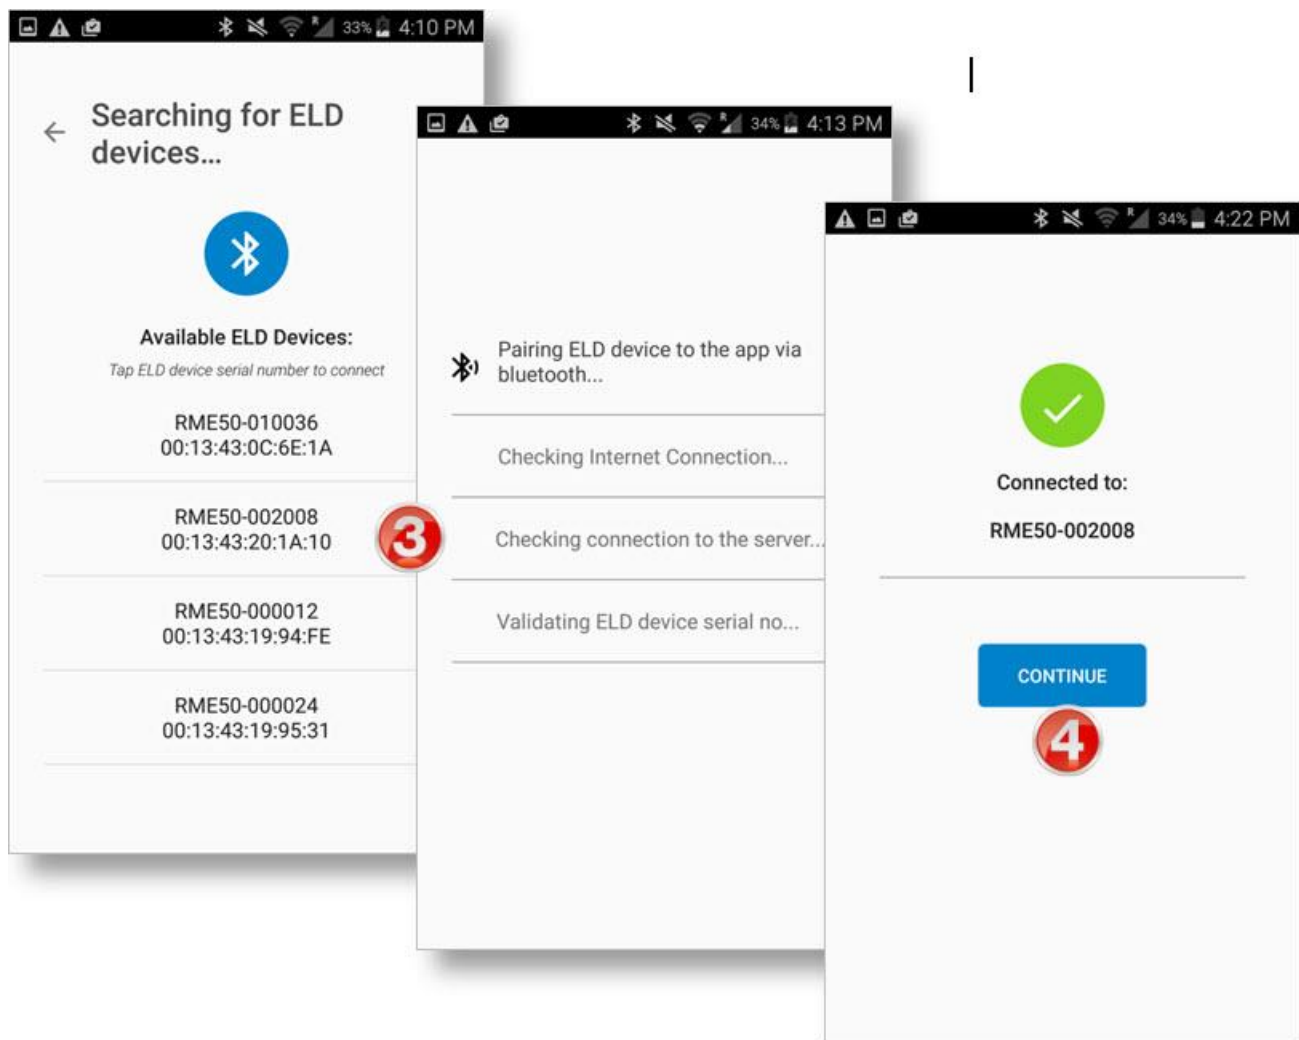 33% 4:10 PM
Searching for ELD
devices...
Available ELD Devices:
Tap ELD device serial number to connect
RME50-010036
00:13:43:0C:6E:1A
RME50-002008
00:13:43:20:1A:10
RME50-000012
00:13:43:19:94:FE
RME50-000024
00:13:43:19:95:31
3
R 34% 4:13 PM
Pairing ELD device to the app via
bluetooth...
Checking Internet Connection...
Checking connection to the server...
Validating ELD device serial no...
R 34% 4:22 PM
Connected to:
RME50-002008
CONTINUE
4